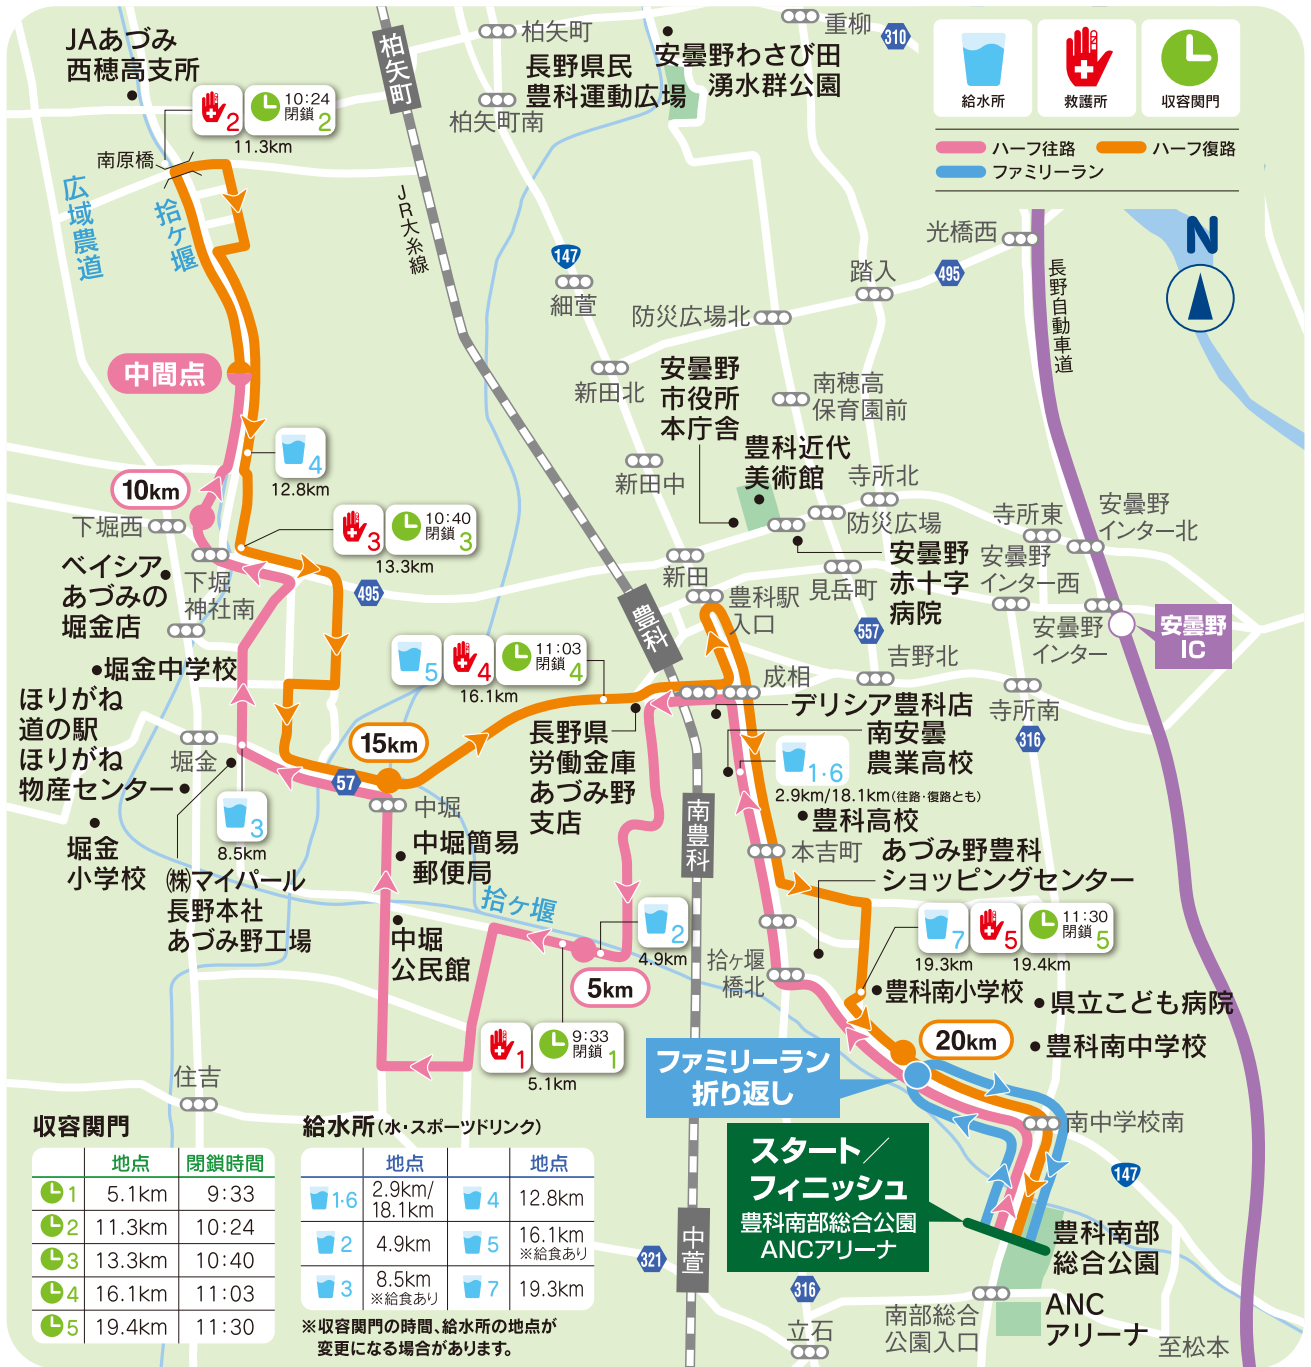 JAあづみ
西穂高支所
10:24
閉鎖
2
2
11.3km
南原橋
広域農道
拾ケ堰
柏矢町
柏矢町
柏矢町南
長野県民
豊科運動広場
安曇野わさび田
湧水群公園
重柳
310
給水所
救護所
収容関門
ハーフ往路
ハーフ復路
ファミリーラン
N
JR大糸線
147
細萱
光橋西
495
踏入
長野自動車道
防災広場北
新田北
安曇野
市役所
本庁舎
南穂高
保育園前
豊科近代
美術館
新田中
寺所北
防災広場
寺所東
安曇野
インター北
安曇野
インター西
安曇野
インター
安曇野
IC
安曇野
赤十字
病院
見岳町
557
吉野北
寺所南
316
新田
豊科駅
入口
豊科
成相
中間点
4
12.8km
10km
下堀西
3
10:40
閉鎖
3
13.3km
ベイシア
あづみの
堀金店
下堀
神社南
495
堀金中学校
ほりがね
道の駅
ほりがね
物産センター
堀金
堀金
小学校
㈱マイパール
長野本社
あづみ野工場
3
8.5km
5
4
11:03
閉鎖
4
16.1km
15km
57
中堀
中堀簡易
郵便局
中堀
公民館
拾ケ堰
長野県
労働金庫
あづみ野
支店
デリシア豊科店
南安曇
農業高校
1·6
2.9km/18.1km(往路・復路とも)
豊科高校
南豊科
本吉町
あづみ野豊科
ショッピングセンター
2
4.9km
5km
1
9:33
閉鎖
1
5.1km
拾ケ堰
橋北
7
5
11:30
閉鎖
5
19.3km
19.4km
豊科南小学校
県立こども病院
豊科南中学校
20km
ファミリーラン
折り返し
南中学校南
147
スタート／
フィニッシュ
豊科南部総合公園
ANCアリーナ
豊科南部
総合公園
ANC
アリーナ
南部総合
公園入口
至松本
中萱
321
316
立石
住吉
収容関門
地点
閉鎖時間
1
5.1km
9:33
2
11.3km
10:24
3
13.3km
10:40
4
16.1km
11:03
5
19.4km
11:30
給水所(水・スポーツドリンク)
地点
地点
1·6
2.9km/
18.1km
4
12.8km
2
4.9km
5
16.1km
※給食あり
3
8.5km
※給食あり
7
19.3km
※収容関門の時間、給水所の地点が
変更になる場合があります。